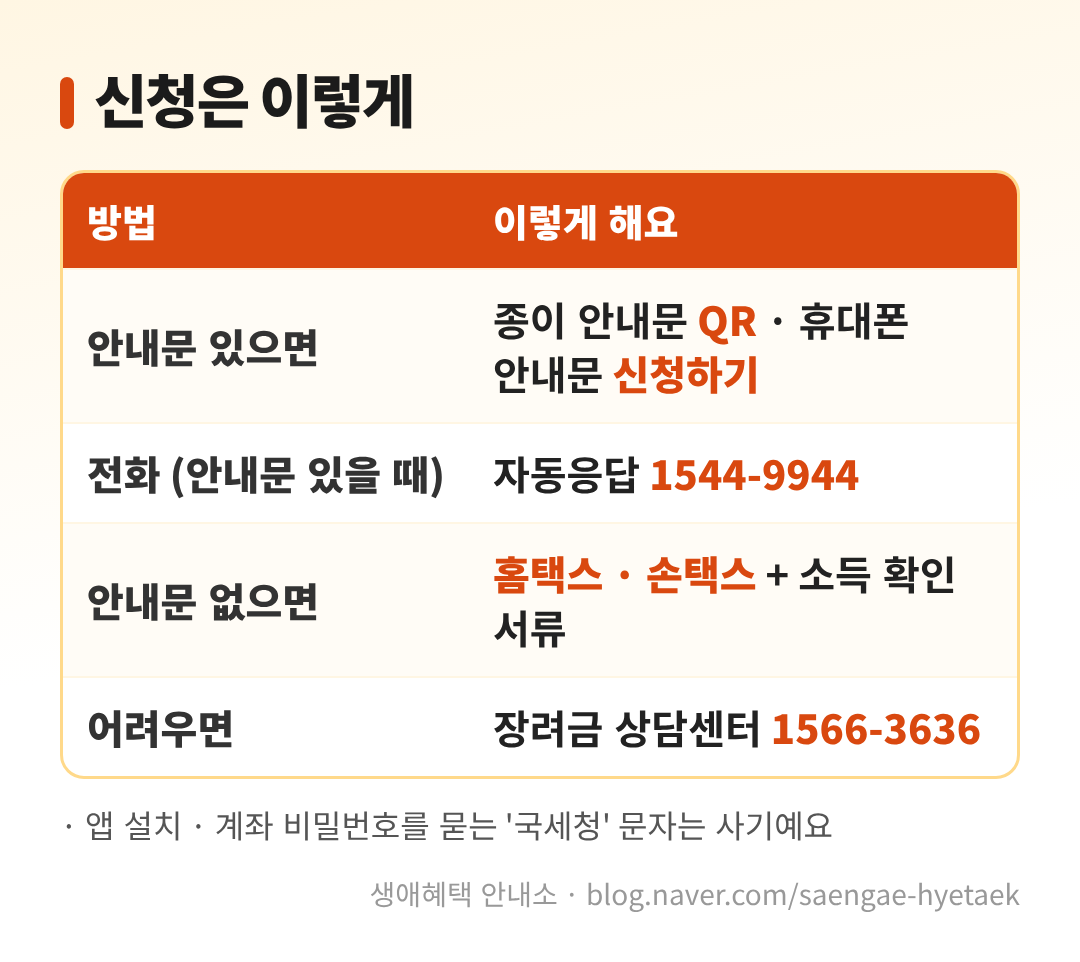 신청은 이렇게
방법 이렇게 해요
안내문 있으면 종이 안내문 QR · 휴대폰
안내문 신청하기
전화 (안내문 있을 때) 자동응답 1544-9944
안내문 없으면 홈택스 · 손택스 + 소득 확인
서류
어려우면 장려금 상담센터 1566-3636
· 앱 설치 · 계좌 비밀번호를 묻는 '국세청' 문자는 사기예요
생애혜택 안내소 · blog.naver.com/saengae-hyetaek